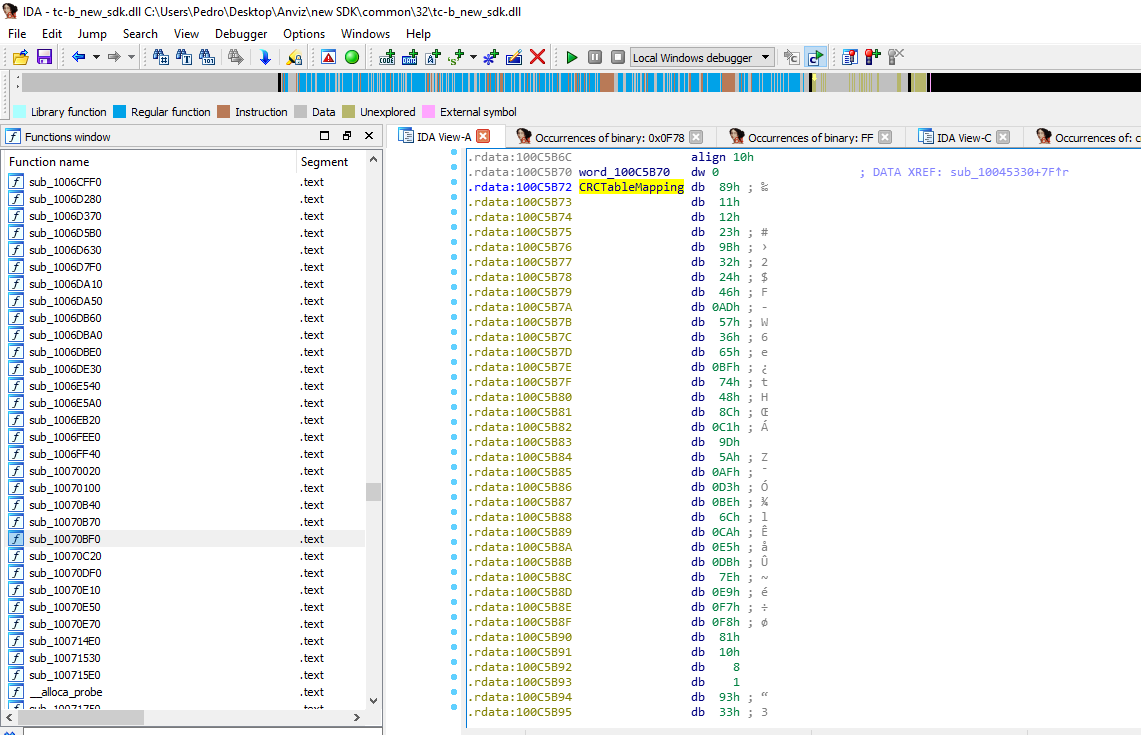 IDA - tc-b_new_sdk.dll C:\Users\Pedro\Desktop\Anviz\new SDK\common\32\tc-b_new_sdk.dll
File Edit Jump Search View Debugger Options Windows Help
Local Windows debugger
Library function Regular function Instruction Data Unexplored External symbol
Functions window
IDA View-A Occurrences of binary: 0x0F78 Occurrences of binary: FF IDA View-C Occurrences of: c
Function name Segment
sub_1006CFF0 .text
sub_1006D280 .text
sub_1006D370 .text
sub_1006D5B0 .text
sub_1006D630 .text
sub_1006D7F0 .text
sub_1006DA10 .text
sub_1006DA50 .text
sub_1006DB60 .text
sub_1006DBA0 .text
sub_1006DBE0 .text
sub_1006DE30 .text
sub_1006E540 .text
sub_1006E5A0 .text
sub_1006EB20 .text
sub_1006FEE0 .text
sub_1006FF40 .text
sub_10070020 .text
sub_10070100 .text
sub_10070B40 .text
sub_10070B70 .text
sub_10070BF0 .text
sub_10070C20 .text
sub_10070DF0 .text
sub_10070E10 .text
sub_10070E50 .text
sub_10070E70 .text
sub_100714E0 .text
sub_10071530 .text
sub_100715E0 .text
__alloca_probe .text
.rdata:100C5B6C align 10h
.rdata:100C5B70 word_100C5B70 dw 0 ; DATA XREF: sub_10045330+7F↑r
.rdata:100C5B72 CRCTableMapping db 89h ; ‰
.rdata:100C5B73 db 11h
.rdata:100C5B74 db 12h
.rdata:100C5B75 db 23h ; #
.rdata:100C5B76 db 9Bh ; ›
.rdata:100C5B77 db 32h ; 2
.rdata:100C5B78 db 24h ; $
.rdata:100C5B79 db 46h ; F
.rdata:100C5B7A db 0ADh ; -
.rdata:100C5B7B db 57h ; W
.rdata:100C5B7C db 36h ; 6
.rdata:100C5B7D db 65h ; e
.rdata:100C5B7E db 0BFh ; ¿
.rdata:100C5B7F db 74h ; t
.rdata:100C5B80 db 48h ; H
.rdata:100C5B81 db 8Ch ; Œ
.rdata:100C5B82 db 0C1h ; Á
.rdata:100C5B83 db 9Dh
.rdata:100C5B84 db 5Ah ; Z
.rdata:100C5B85 db 0AFh ; ¯
.rdata:100C5B86 db 0D3h ; Ó
.rdata:100C5B87 db 0BEh ; ¾
.rdata:100C5B88 db 6Ch ; l
.rdata:100C5B89 db 0CAh ; Ê
.rdata:100C5B8A db 0E5h ; å
.rdata:100C5B8B db 0DBh ; Û
.rdata:100C5B8C db 7Eh ; ~
.rdata:100C5B8D db 0E9h ; é
.rdata:100C5B8E db 0F7h ; ÷
.rdata:100C5B8F db 0F8h ; ø
.rdata:100C5B90 db 81h
.rdata:100C5B91 db 10h
.rdata:100C5B92 db 8
.rdata:100C5B93 db 1
.rdata:100C5B94 db 93h ; “
.rdata:100C5B95 db 33h ; 3